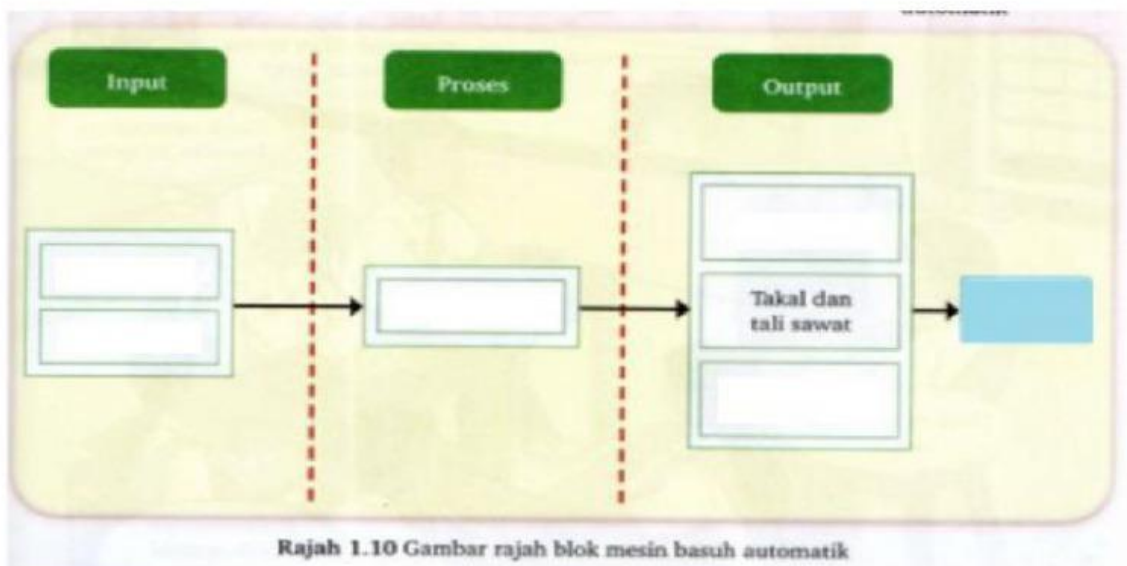 Input
Proses
Output
Takal dan
tali sawat
Rajah 1.10 Gambar rajah blok mesin basuh automatik